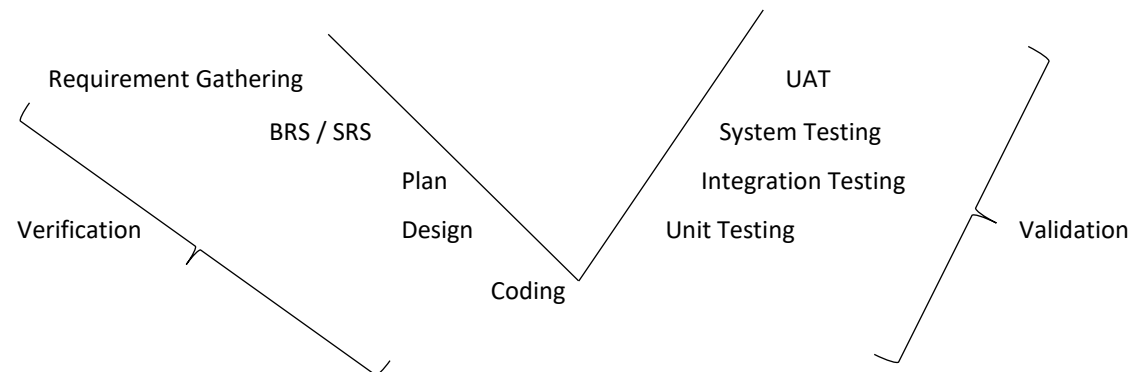 Requirement Gathering UAT
BRS / SRS System Testing
Plan Integration Testing
Verification Design Unit Testing Validation
Coding